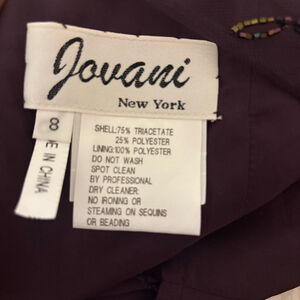 Jovani
New York
8
E IN CHINA
SHELL:75% TRIACETATE
25% POLYESTER
LINING:100% POLYESTER
DO NOT WASH
SPOT CLEAN
BY PROFESSIONAL
DRY CLEANER
NO IRONING OR
STEAMING ON SEQUINS
OR BEADING